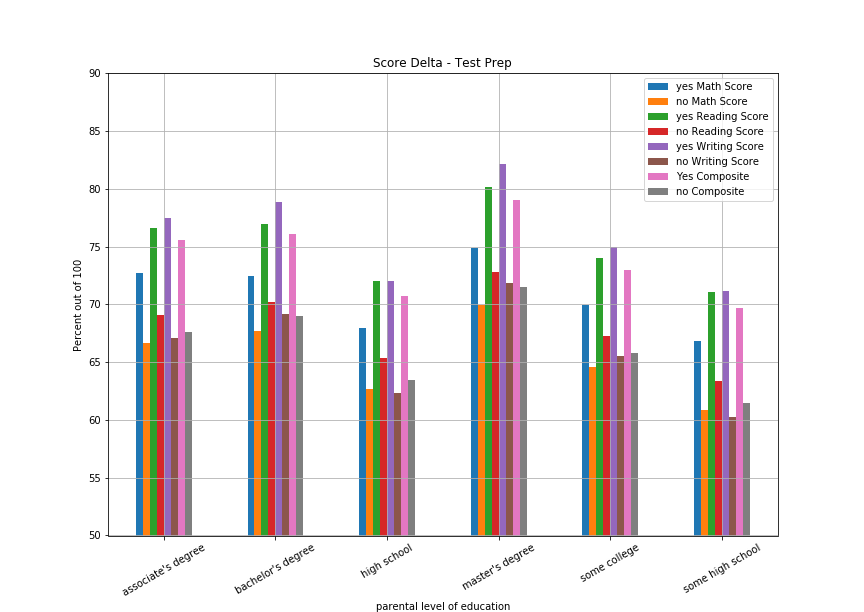 Score Delta - Test Prep
90
85
80
75
70
65
60
55
50
Percent out of 100
yes Math Score
no Math Score
yes Reading Score
no Reading Score
yes Writing Score
no Writing Score
Yes Composite
no Composite
associate's degree
bachelor's degree
high school
master's degree
some college
some high school
parental level of education